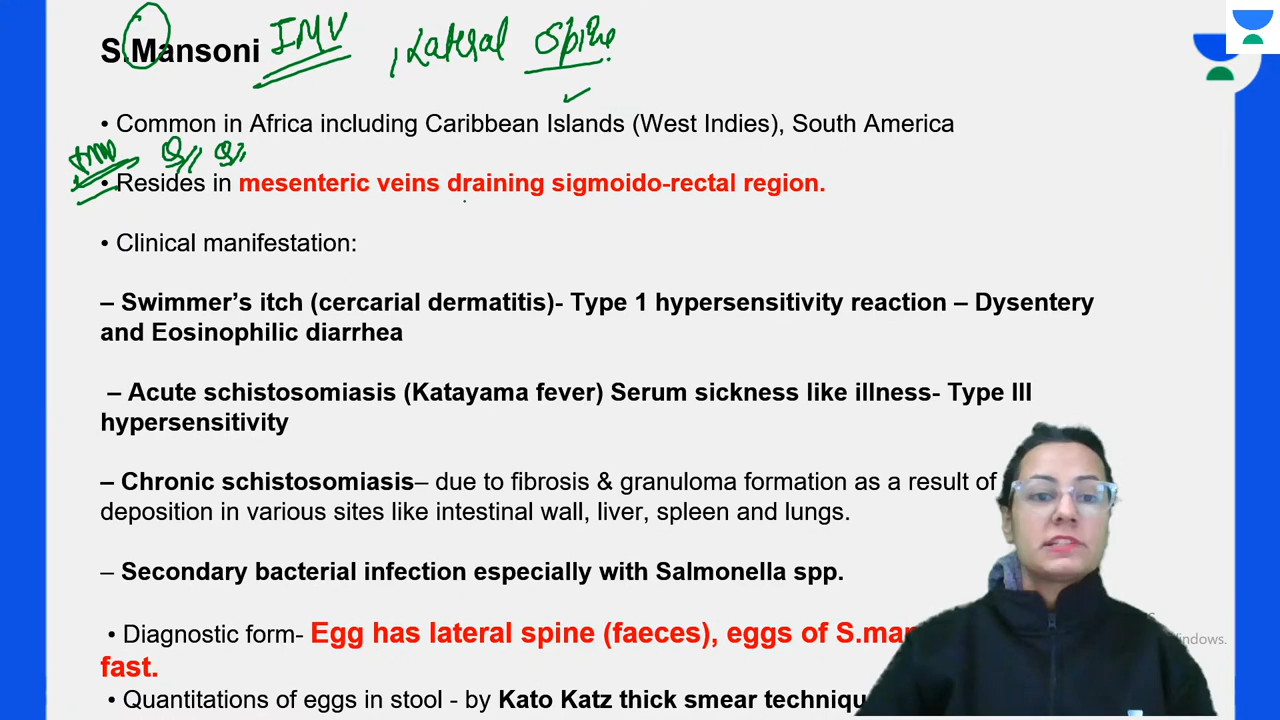 S.Mansoni IMV , Lateral Spine
• Common in Africa including Caribbean Islands (West Indies), South America
• Resides in mesenteric veins draining sigmoido-rectal region.
• Clinical manifestation:
– Swimmer's itch (cercarial dermatitis)- Type 1 hypersensitivity reaction – Dysentery
and Eosinophilic diarrhea
– Acute schistosomiasis (Katayama fever) Serum sickness like illness- Type III
hypersensitivity
– Chronic schistosomiasis– due to fibrosis & granuloma formation as a result of
deposition in various sites like intestinal wall, liver, spleen and lungs.
– Secondary bacterial infection especially with Salmonella spp.
• Diagnostic form- Egg has lateral spine (faeces), eggs of
fast.
• Quantitations of eggs in stool - by Kato Katz thick smear